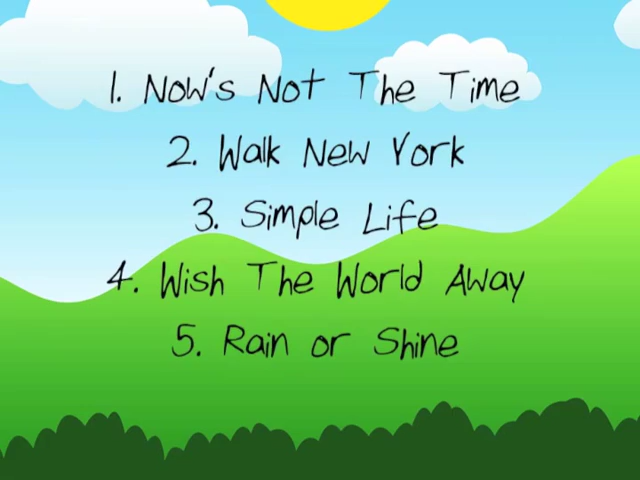 1. Now's Not The Time
2. Walk New York
3. Simple Life
4. Wish The World Away
5. Rain or Shine